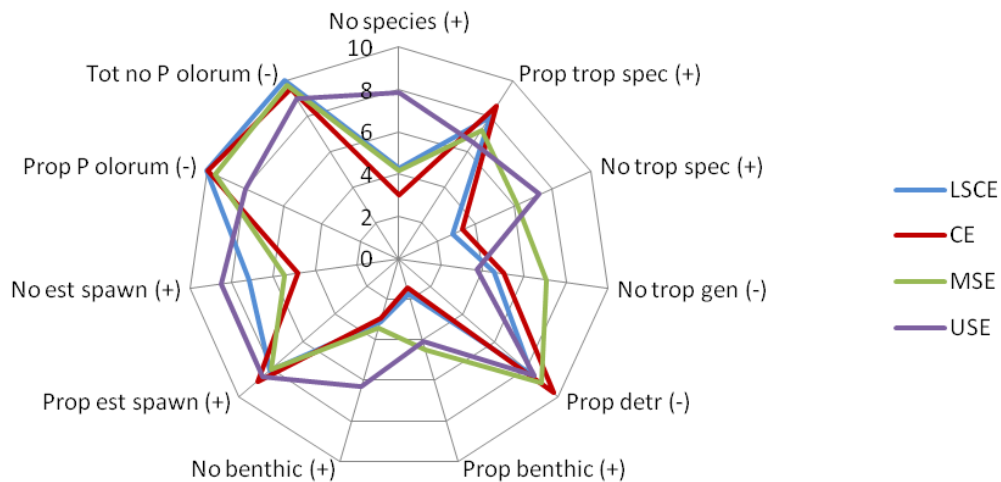 No species (+)
10
Tot no P olorum (-)
Prop trop spec (+)
8
6
Prop P olorum (-)
No trop spec (+)
4
LSCE
2
CE
0
No est spawn (+)
No trop gen (-)
MSE
USE
Prop est spawn (+)
Prop detr (-)
No benthic (+)
Prop benthic (+)